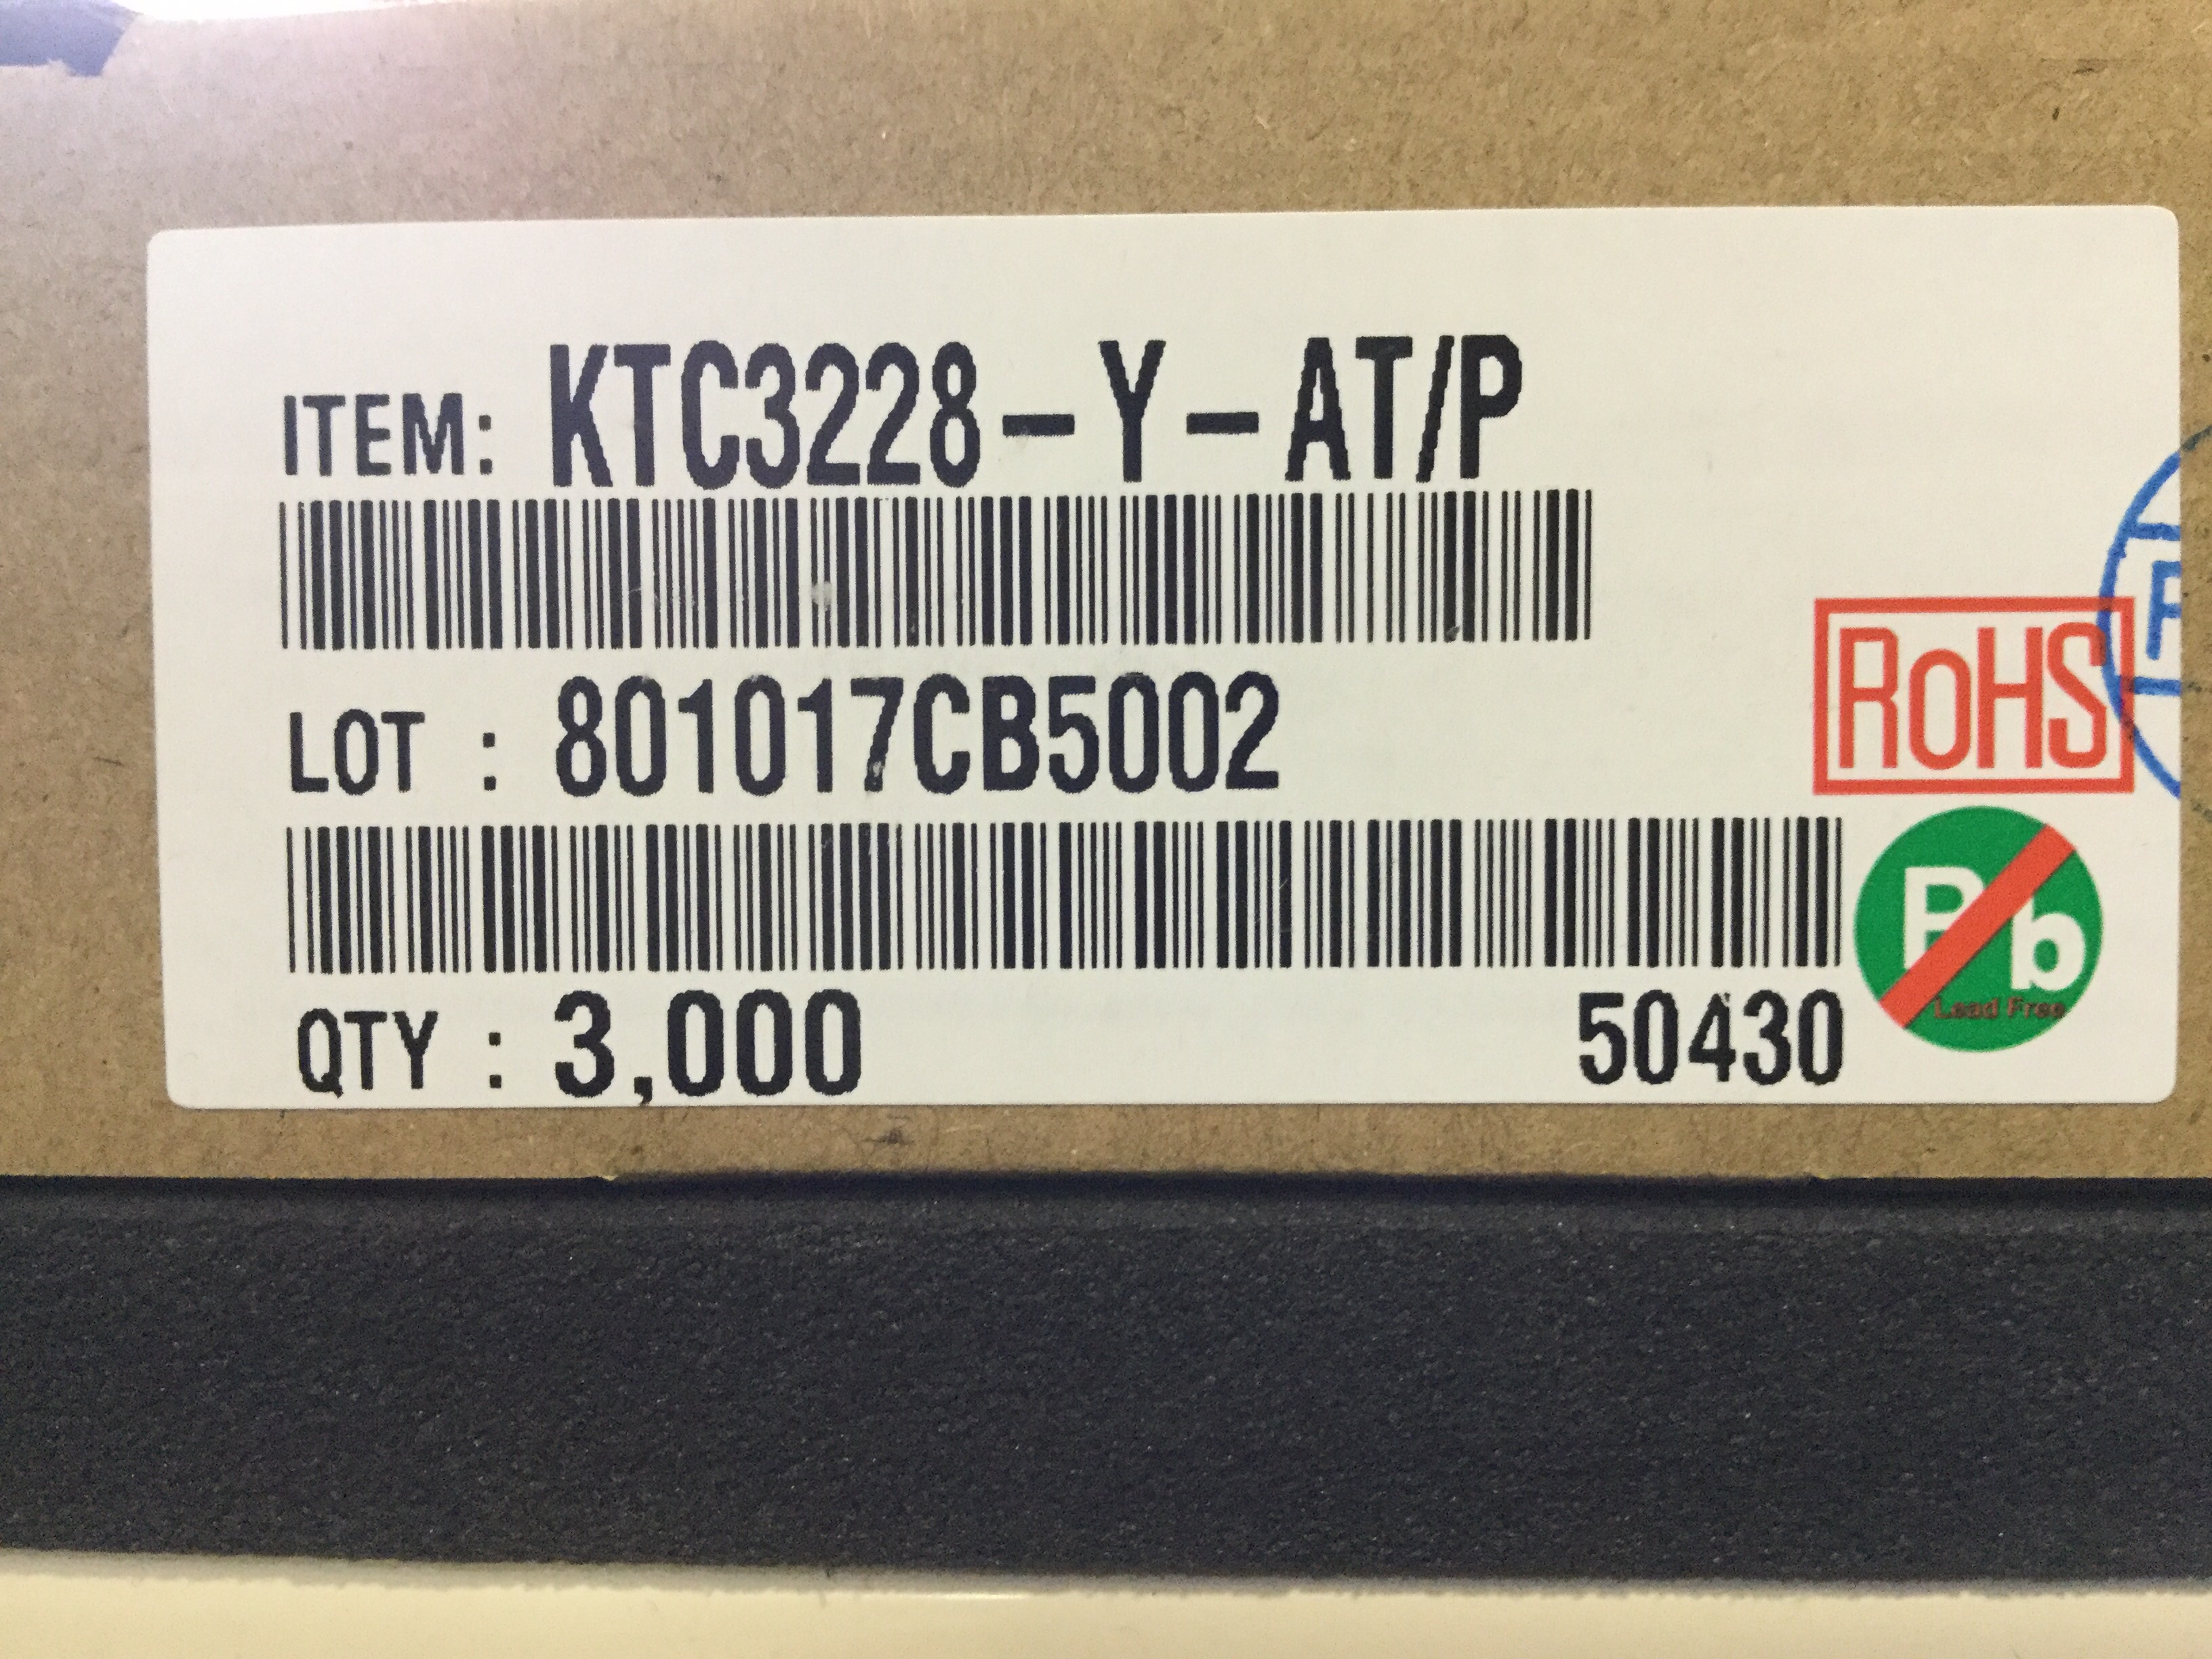 ITEM: KTC3228-Y-AT/P
LOT : 801017CB5002
RoHS
Pb
Lead Free
QTY : 3,000 50430